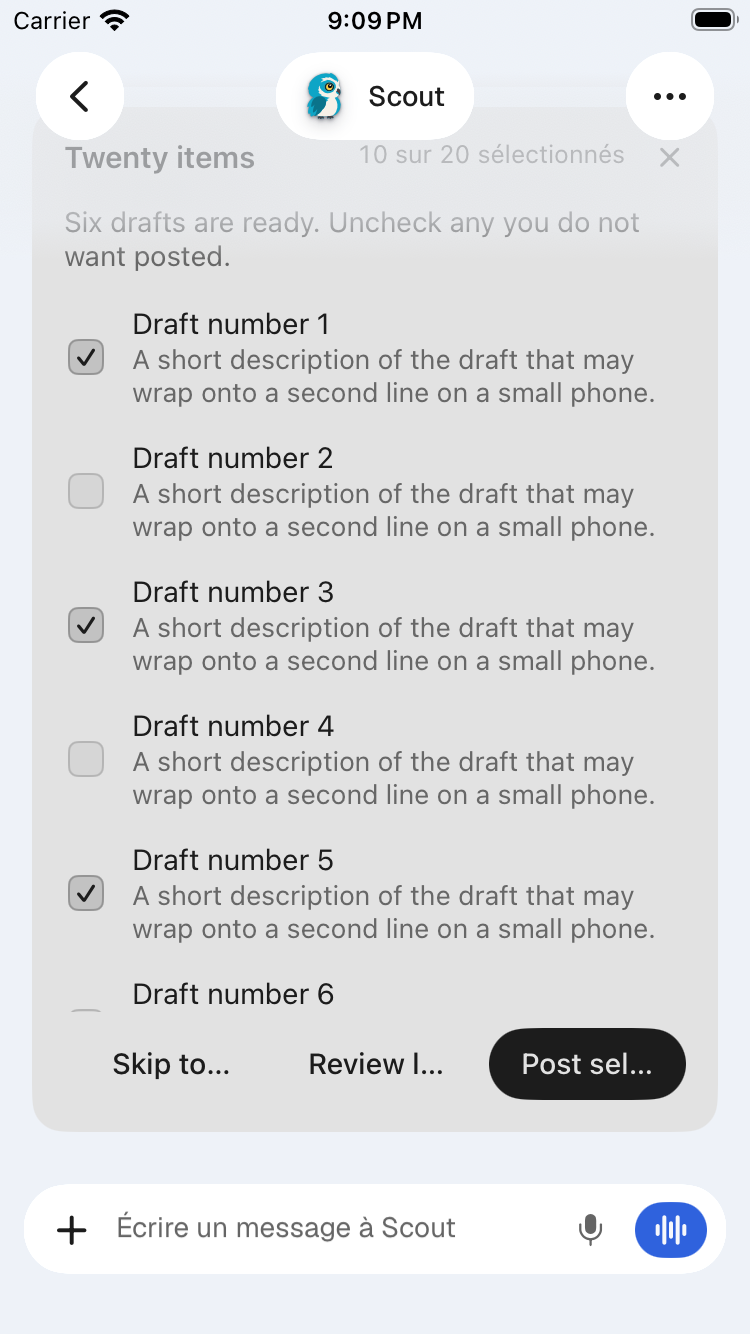 Carrier 9:09 PM
Scout
Twenty items 10 sur 20 sélectionnés
Six drafts are ready. Uncheck any you do not
want posted.
Draft number 1
A short description of the draft that may
wrap onto a second line on a small phone.
Draft number 2
A short description of the draft that may
wrap onto a second line on a small phone.
Draft number 3
A short description of the draft that may
wrap onto a second line on a small phone.
Draft number 4
A short description of the draft that may
wrap onto a second line on a small phone.
Draft number 5
A short description of the draft that may
wrap onto a second line on a small phone.
Draft number 6
Skip to... Review l... Post sel...
Écrire un message à Scout